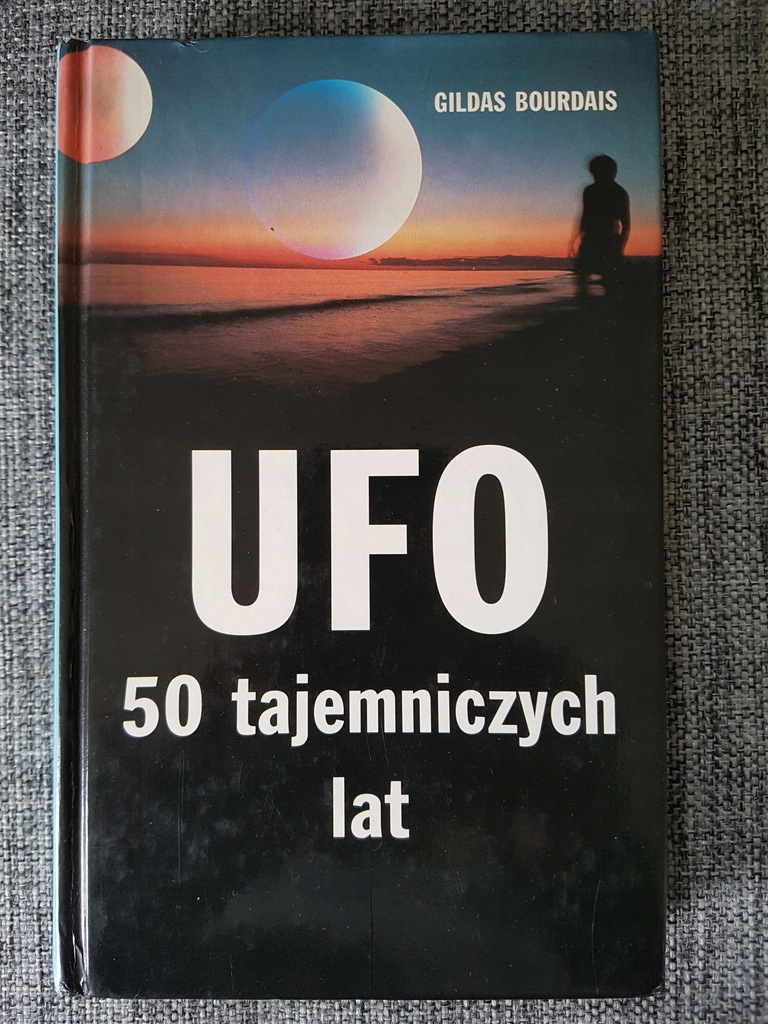 GILDAS BOURDAIS
UFO
50 tajemniczych
lat